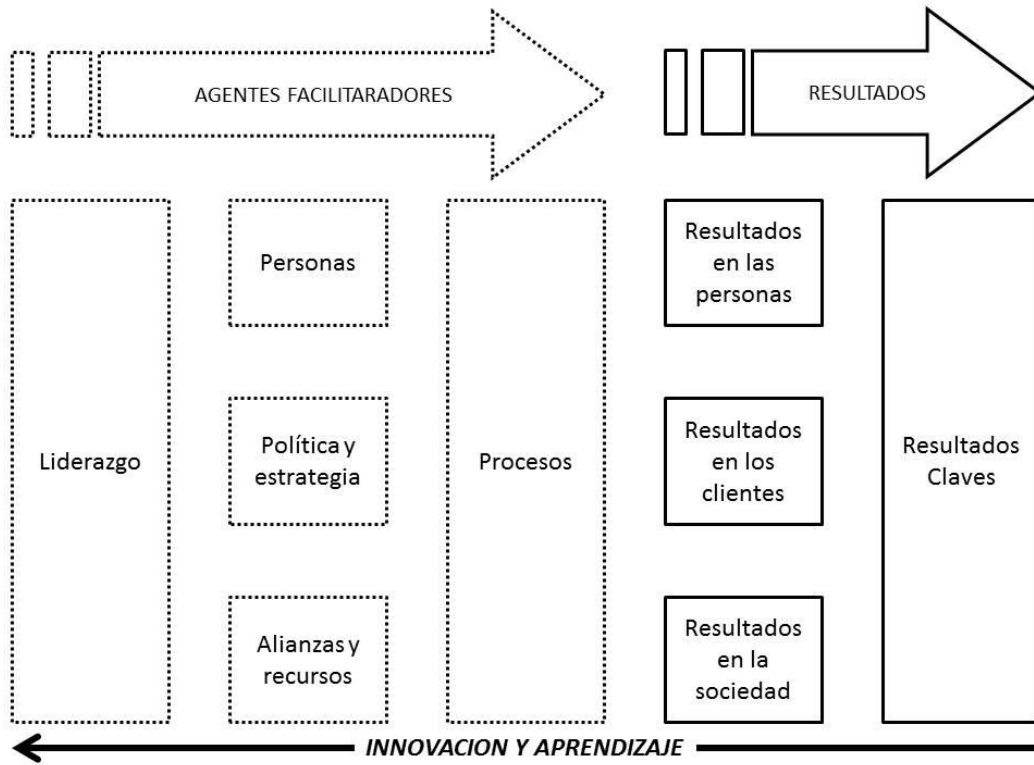 AGENTES FACILITARADORES
RESULTADOS
Liderazgo
Personas
Política y
estrategia
Alianzas y
recursos
Procesos
Resultados
en las
personas
Resultados
en los
clientes
Resultados
en la
sociedad
Resultados
Claves
INNOVACION Y APRENDIZAJE